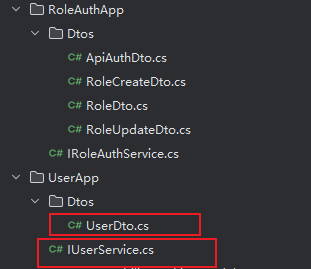 RoleAuthApp
Dtos
C# ApiAuthDto.cs
C# RoleCreateDto.cs
C# RoleDto.cs
C# RoleUpdateDto.cs
C# IRoleAuthService.cs
UserApp
Dtos
C# UserDto.cs
C# IUserService.cs